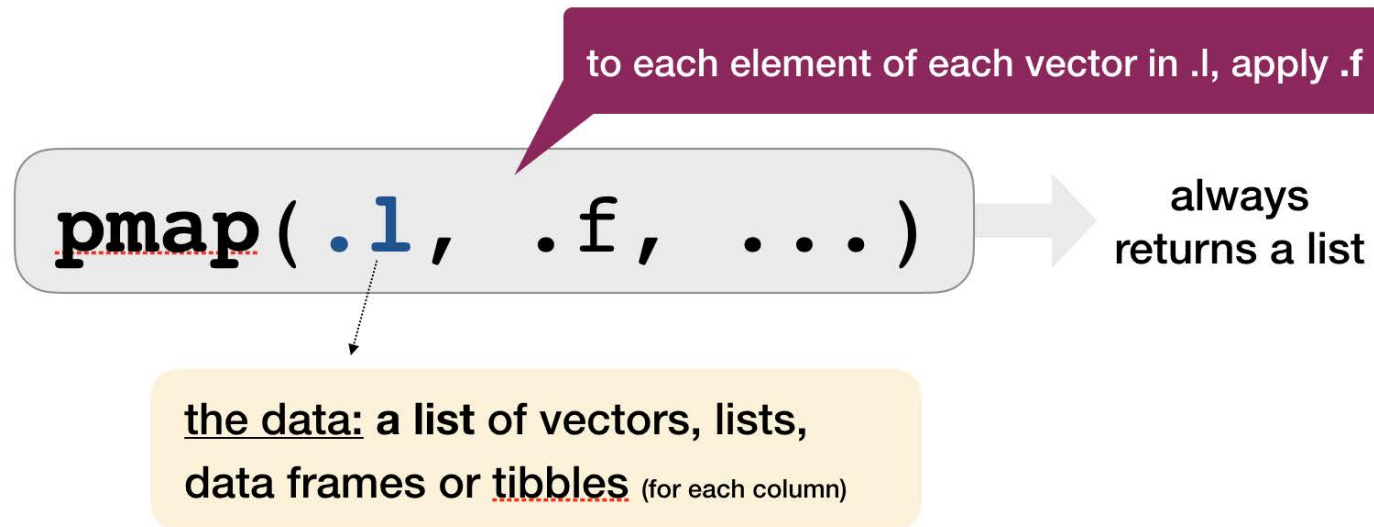 to each element of each vector in .l, apply .f
pmap(.l, .f, ...)
always
returns a list
the data: a list of vectors, lists,
data frames or tibbles (for each column)